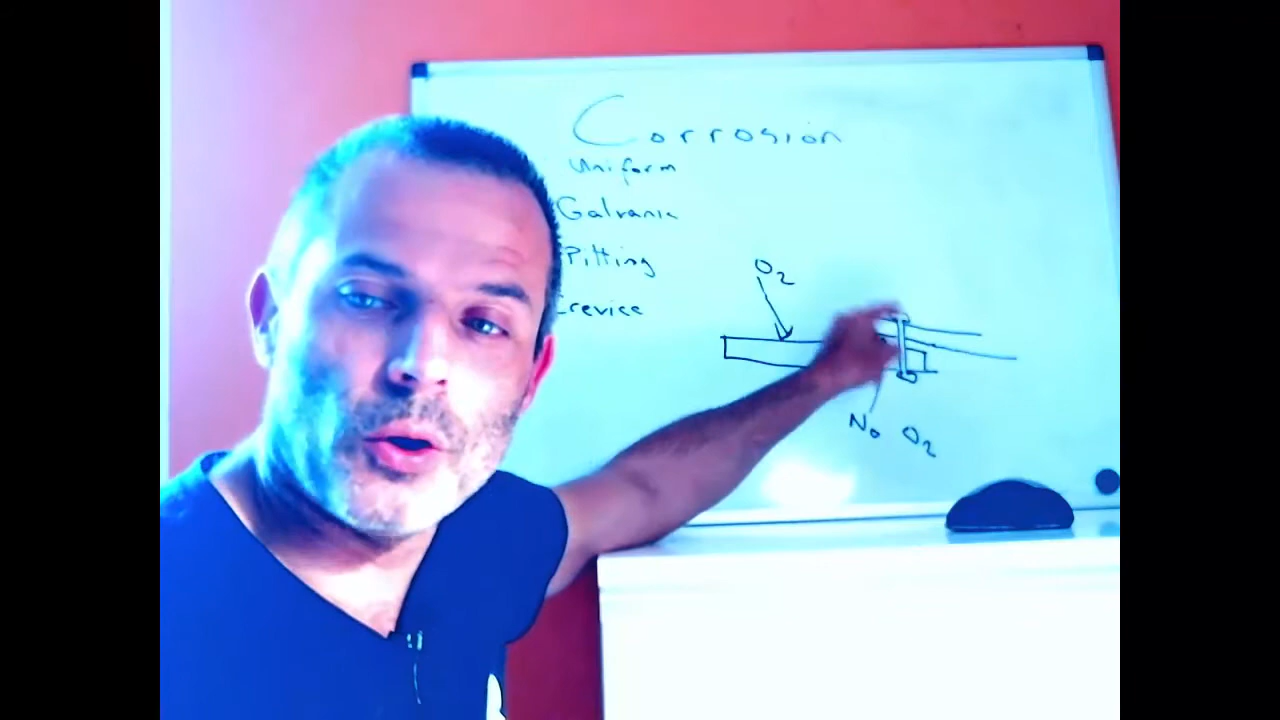 Corrosion
Uniform
Galvanic
Pitting
Crevice
O2
No O2